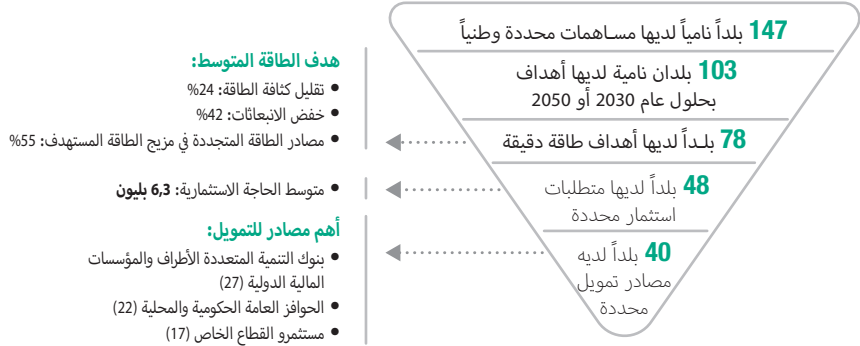 147 بلداً نامياً لديها مساهمات محددة وطنياً
103 بلدان نامية لديها أهداف
بحلول عام 2030 أو 2050
78 بلداً لديها أهداف طاقة دقيقة
48 بلداً لديها متطلبات
استثمار محددة
40 بلداً لديه
مصادر تمويل
محددة
هدف الطاقة المتوسط:
• تقليل كثافة الطاقة: 24%
• خفض الانبعاثات: 42%
• مصادر الطاقة المتجددة في مزيج الطاقة المستهدف: 55%
• متوسط الحاجة الاستثمارية: 6,3 بليون
أهم مصادر للتمويل:
• بنوك التنمية المتعددة الأطراف والمؤسسات
المالية الدولية (27)
• الحوافز العامة الحكومية والمحلية (22)
• مستثمرو القطاع الخاص (17)